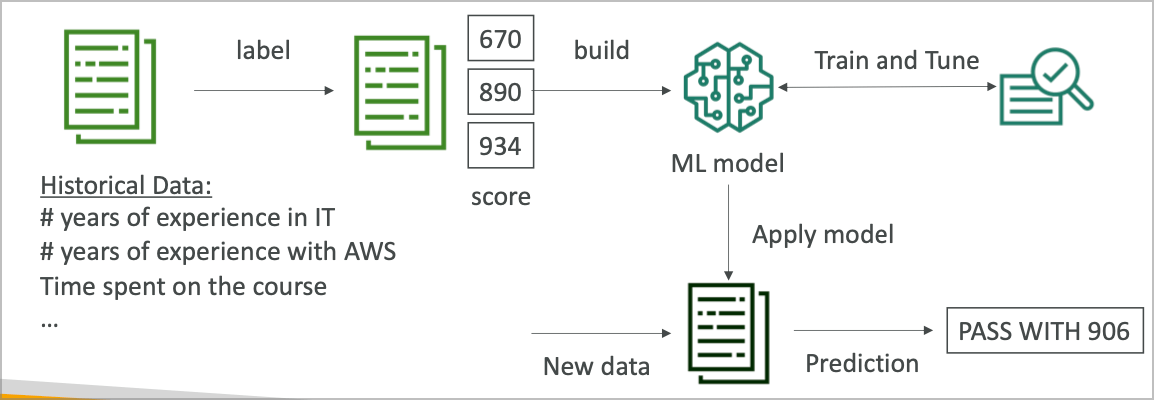 label
670
890
934
score
build
Train and Tune
ML model
Historical Data:
# years of experience in IT
# years of experience with AWS
Time spent on the course
...
Apply model
New data
Prediction
PASS WITH 906